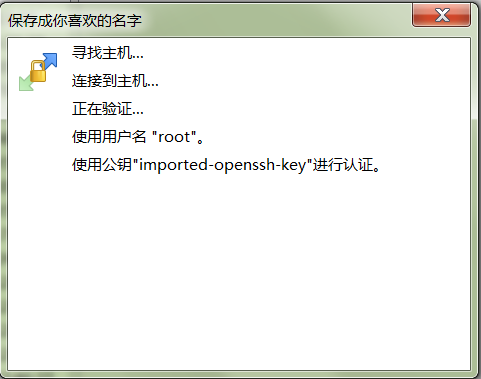 保存成你喜欢的名字
寻找主机...
连接到主机...
正在验证...
使用用户名 "root"。
使用公钥"imported-openssh-key"进行认证。